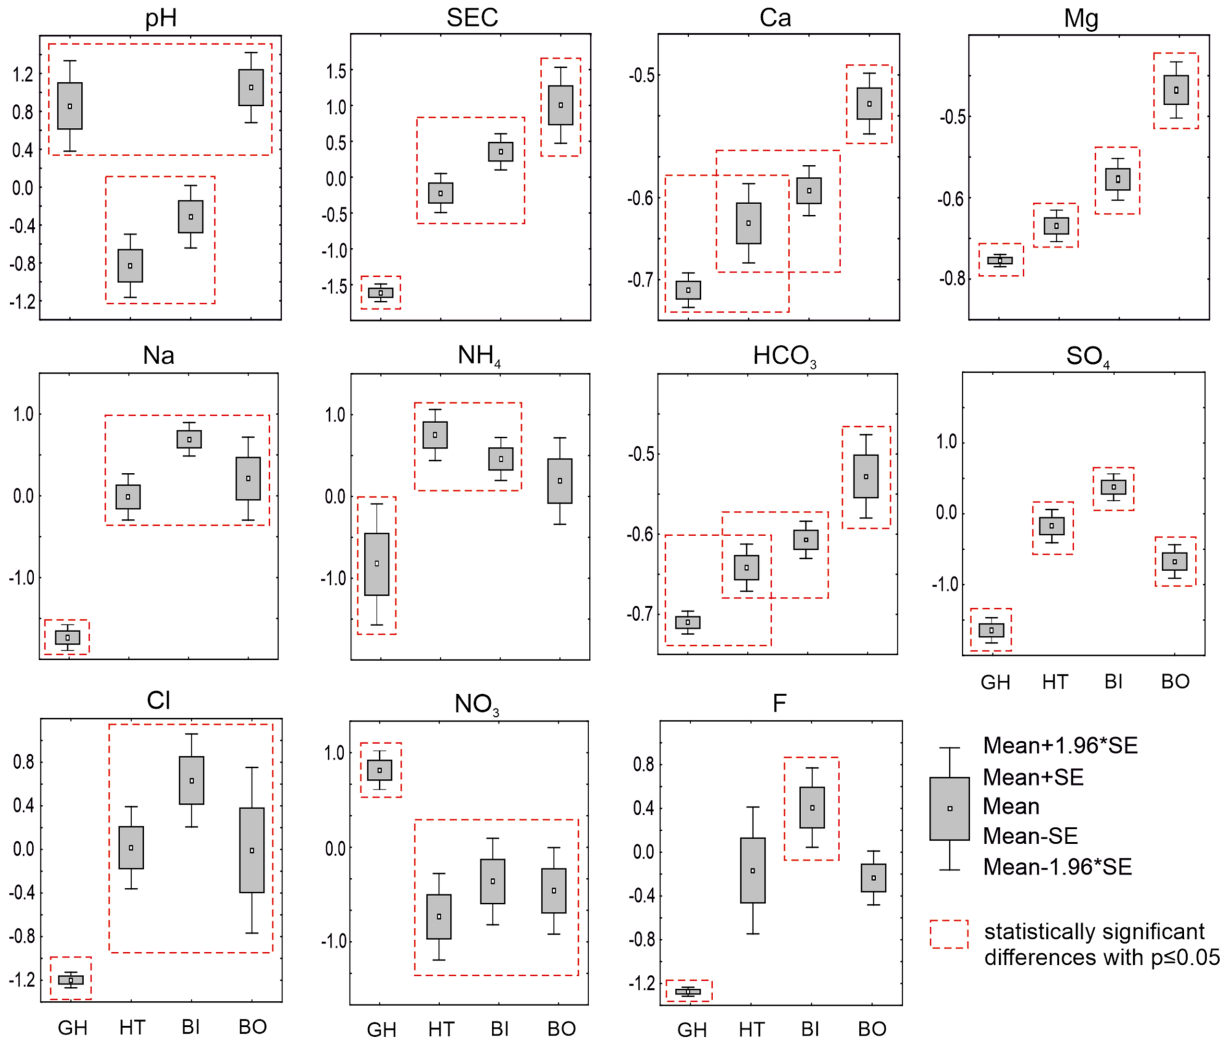 pH
SEC
Ca
Mg
1.2
0.8
0.4
0.0
-0.4
-0.8
-1.2
1.5
1.0
0.5
0.0
-0.5
-1.0
-1.5
-0.5
-0.6
-0.7
-0.5
-0.6
-0.8
Na
NH4
HCO3
SO4
1.0
0.0
-1.0
1.0
0.0
-1.0
-0.5
-0.6
-0.7
1.0
0.0
-1.0
GH HT BI BO
Cl
NO3
F
0.8
0.4
0.0
-0.4
-0.8
-1.2
1.0
0.0
-1.0
0.8
0.4
0.0
-0.4
-0.8
-1.2
GH HT BI BO
GH HT BI BO
GH HT BI BO
Mean+1.96*SE
Mean+SE
Mean
Mean-SE
Mean-1.96*SE
statistically significant
differences with p≤0.05